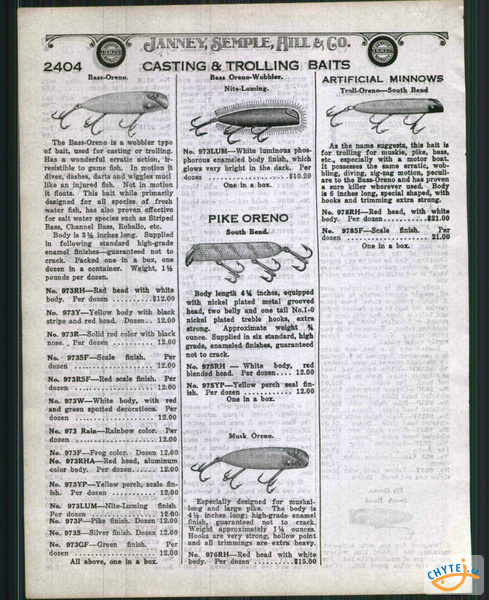 JANNEY, SEMPLE, HILL & CO.
2404 CASTING & TROLLING BAITS
Bass-Oreno.
The Bass-Oreno is a wobbler type
of bait, used for casting or trolling.
Has a wonderful erratic action, ir-
resistable to game fish. In motion it
dives, dashes, darts and wiggles much
like an injured fish. Not in motion
it floats. This bait while primarily
designed for all species of fresh
water fish, has also proven effective
for salt water species such as Striped
Bass, Channel Bass, Roballo, etc.
Body is 3½ inches long. Supplied
in following standard high-grade
enamel finishes—guaranteed not to
crack. Packed one in a box, one
dozen in a container. Weight, 1½
pounds per dozen.
No. 973RH—Red head with white
body. Per dozen .........$12.00
No. 973Y—Yellow body with black
stripe and red head. Dozen 12.00
No. 973R—Solid red color with black
nose. Per dozen ......... 12.00
No. 973SF—Scale finish. Per
dozen ................... 12.00
No. 973RSF—Red scale finish. Per
dozen ................... 12.00
No. 973W—White body, with red
and green spotted decorations. Per
dozen ................... 12.00
No. 973 Rain—Rainbow color. Per
dozen ................... 12.00
No. 973F—Frog color. Dozen 12.00
No. 973RHA—Red head, aluminum
color body. Per dozen...... 12.00
No. 973YP—Yellow perch, scale fin-
ish. Per dozen ........... 12.00
No. 973LUM—Nite-Luming finish
Per dozen ............... 12.00
No. 973P—Pike finish. Dozen 12.00
No. 973S—Silver finish. Dozen 12.00
No. 973GF—Green finish. Per
dozen ................... 12.00
All above, one in a box.
Bass Oreno-Wobbler.
Nite-Luming.
No. 973LUM—White luminous phos-
phorous enameled body finish, which
glows very bright in the dark. Per
dozen ................... $10.20
One in a box.
PIKE ORENO
South Bend.
Body length 4¼ inches, equipped
with nickel plated metal grooved
head, two belly and one tail No.1-0
nickel plated treble hooks, extra
strong. Approximate weight ¾
ounce. Supplied in six standard, high
grade, enameled finishes, guaranteed
not to crack.
No. 975RH — White body, red
blended head. Per dozen.... 12.00
No. 975YP—Yellow perch seal fin-
ish. Per dozen ........... 12.00
One in a box.
Musk Oreno.
Especially designed for muskal-
long and large pike. The body is
4½ inches long; high-grade enamel
finish, guaranteed not to crack.
Weight approximately 1¼ ounces.
Hooks are very strong, hollow point
and all trimmings are extra heavy.
No. 976RH—Red head with white
body. Per dozen .........$15.00
ARTIFICIAL MINNOWS
Troll-Oreno—South Bend
As the name suggests, this bait is
for trolling for muskie, pike, bass,
etc., especially with a motor boat.
It possesses the same erratic, wob-
bling, diving, zig-zag motion, pecul-
iar to the Bass-Oreno and has proven
a sure killer wherever used. Body
is 6 inches long, special shaped, with
hooks and trimming extra strong.
No. 978RH—Red head, with white
body. Per dozen .........$21.00
No. 978SF—Scale finish. Per
dozen ................... 21.00
One in a box.
CHYTEJ.cz